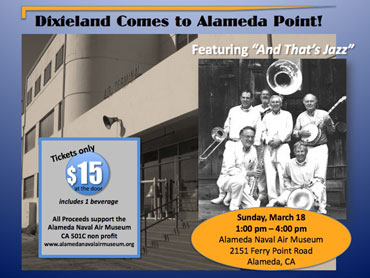 Dixieland Comes to Alameda Point!
Featuring “And That’s Jazz”
AIR TERMINAL
Tickets only
$15
at the door
includes 1 beverage
All Proceeds support the
Alameda Naval Air Museum
CA 501C non profit
www.alamedanavalairmuseum.org
Sunday, March 18
1:00 pm – 4:00 pm
Alameda Naval Air Museum
2151 Ferry Point Road
Alameda, CA